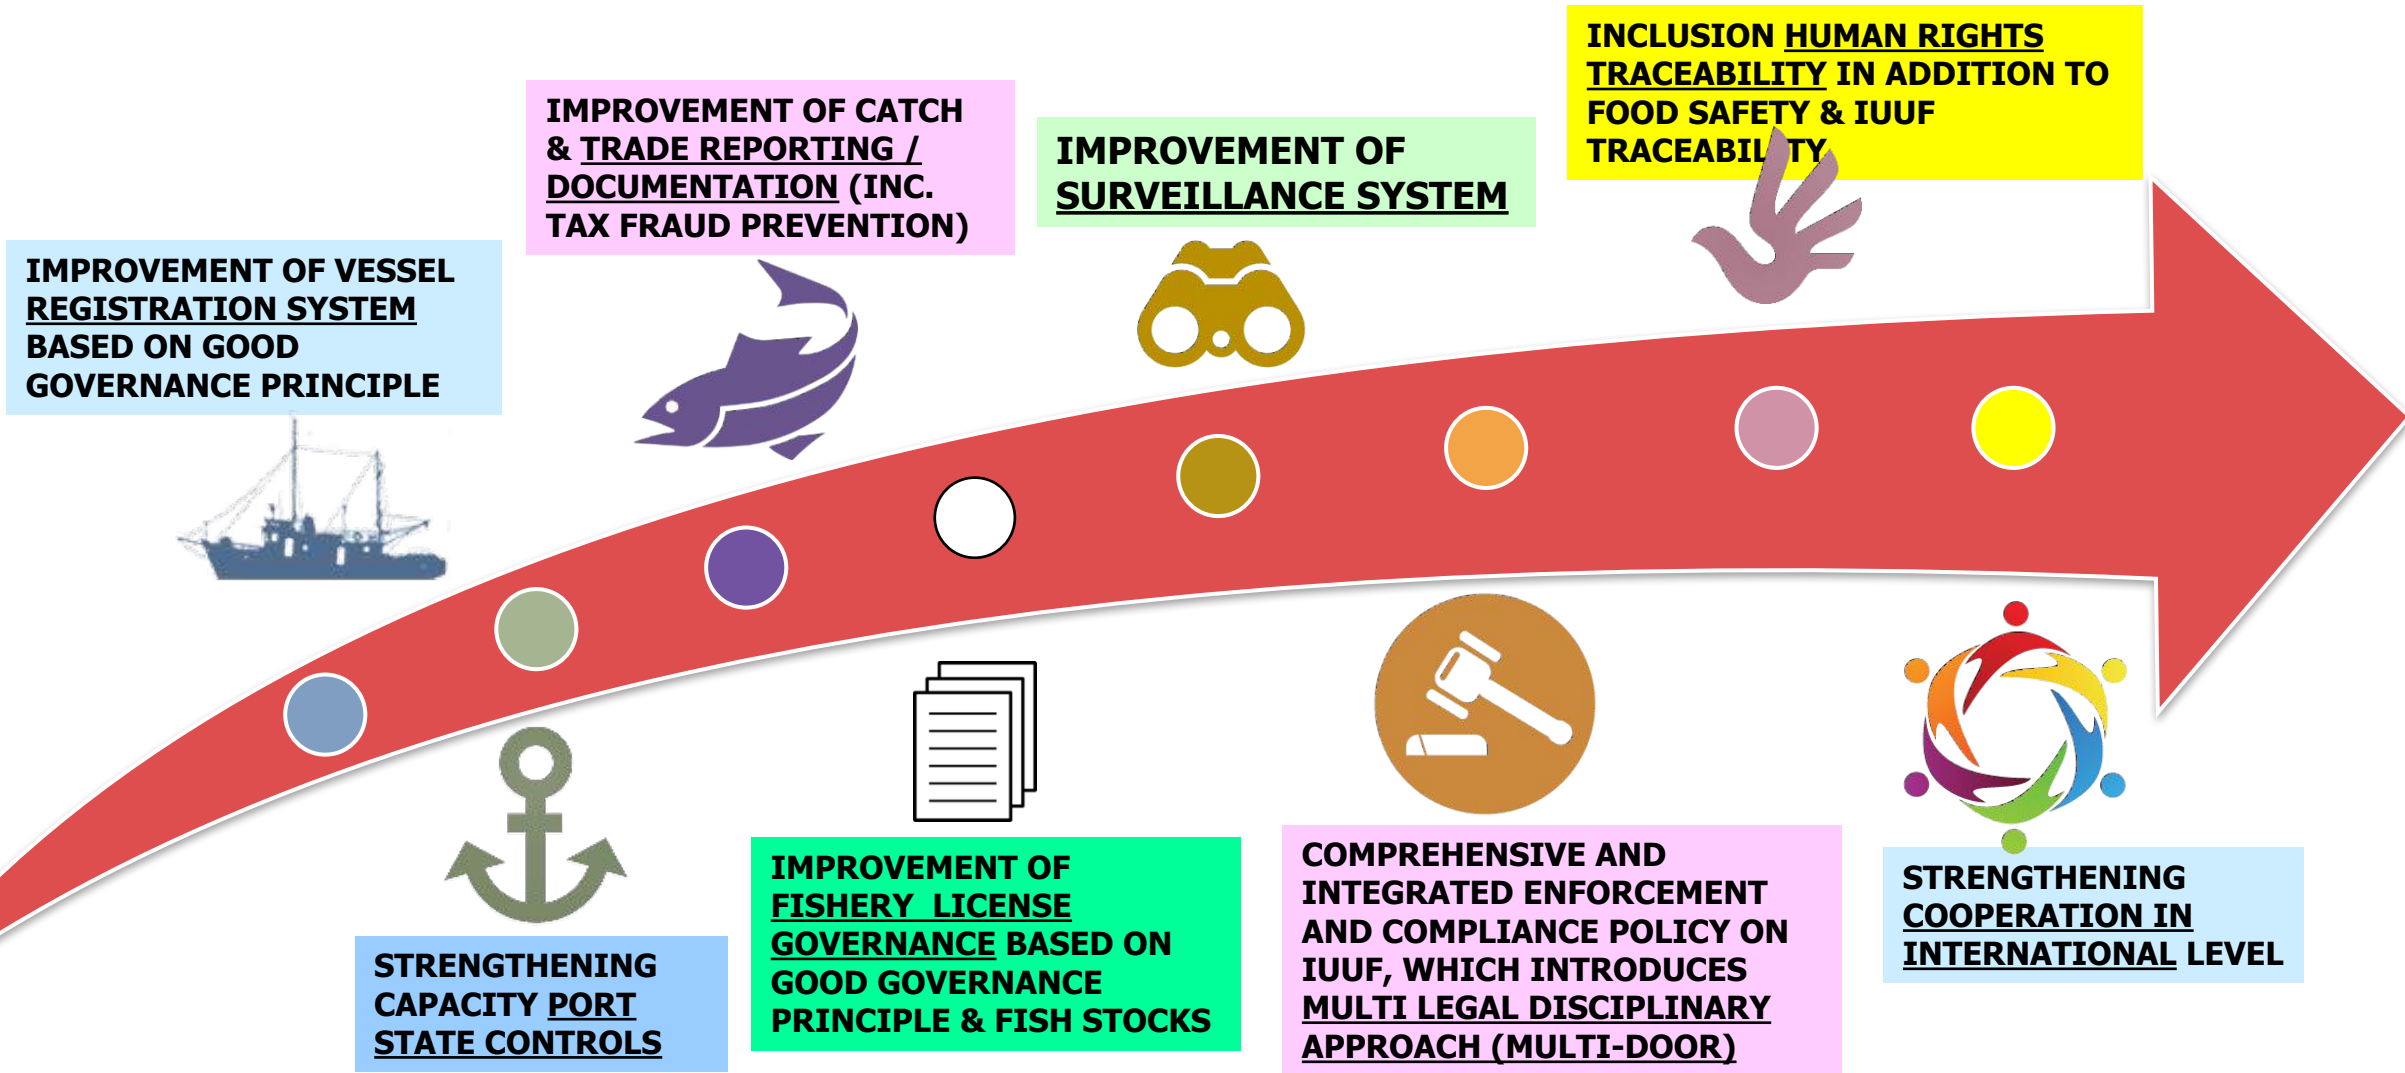 IMPROVEMENT OF VESSEL
REGISTRATION SYSTEM
BASED ON GOOD
GOVERNANCE PRINCIPLE
STRENGTHENING
CAPACITY PORT
STATE CONTROLS
IMPROVEMENT OF CATCH
& TRADE REPORTING /
DOCUMENTATION (INC.
TAX FRAUD PREVENTION)
IMPROVEMENT OF
FISHERY LICENSE
GOVERNANCE BASED ON
GOOD GOVERNANCE
PRINCIPLE & FISH STOCKS
IMPROVEMENT OF
SURVEILLANCE SYSTEM
COMPREHENSIVE AND
INTEGRATED ENFORCEMENT
AND COMPLIANCE POLICY ON
IUUF, WHICH INTRODUCES
MULTI LEGAL DISCIPLINARY
APPROACH (MULTI-DOOR)
INCLUSION HUMAN RIGHTS
TRACEABILITY IN ADDITION TO
FOOD SAFETY & IUUF
TRACEABILITY
STRENGTHENING
COOPERATION IN
INTERNATIONAL LEVEL